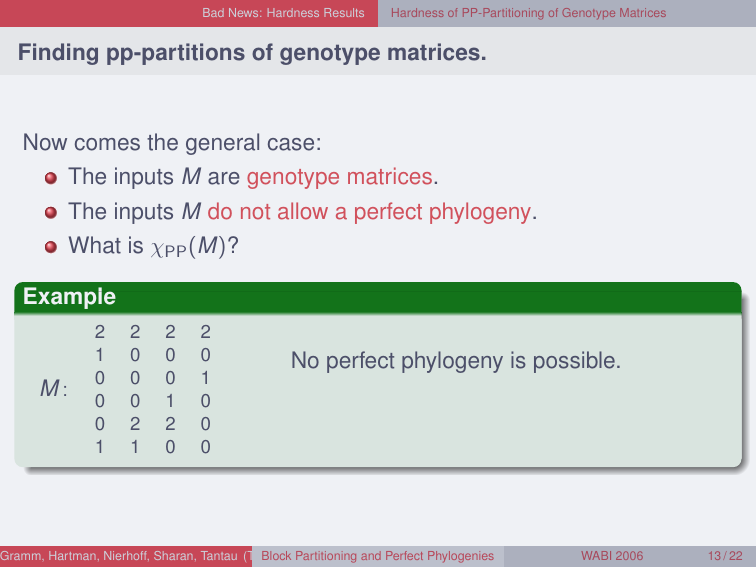 Bad News: Hardness Results Hardness of PP-Partitioning of Genotype Matrices
Finding pp-partitions of genotype matrices.
Now comes the general case:
The inputs M are genotype matrices.
The inputs M do not allow a perfect phylogeny.
What is χPP(M)?
Example
M:
2 2 2 2
1 0 0 0
0 0 0 1
0 0 1 0
0 2 2 0
1 1 0 0
No perfect phylogeny is possible.
Gramm, Hartman, Nierhoff, Sharan, Tantau (T Block Partitioning and Perfect Phylogenies WABI 2006 13 / 22